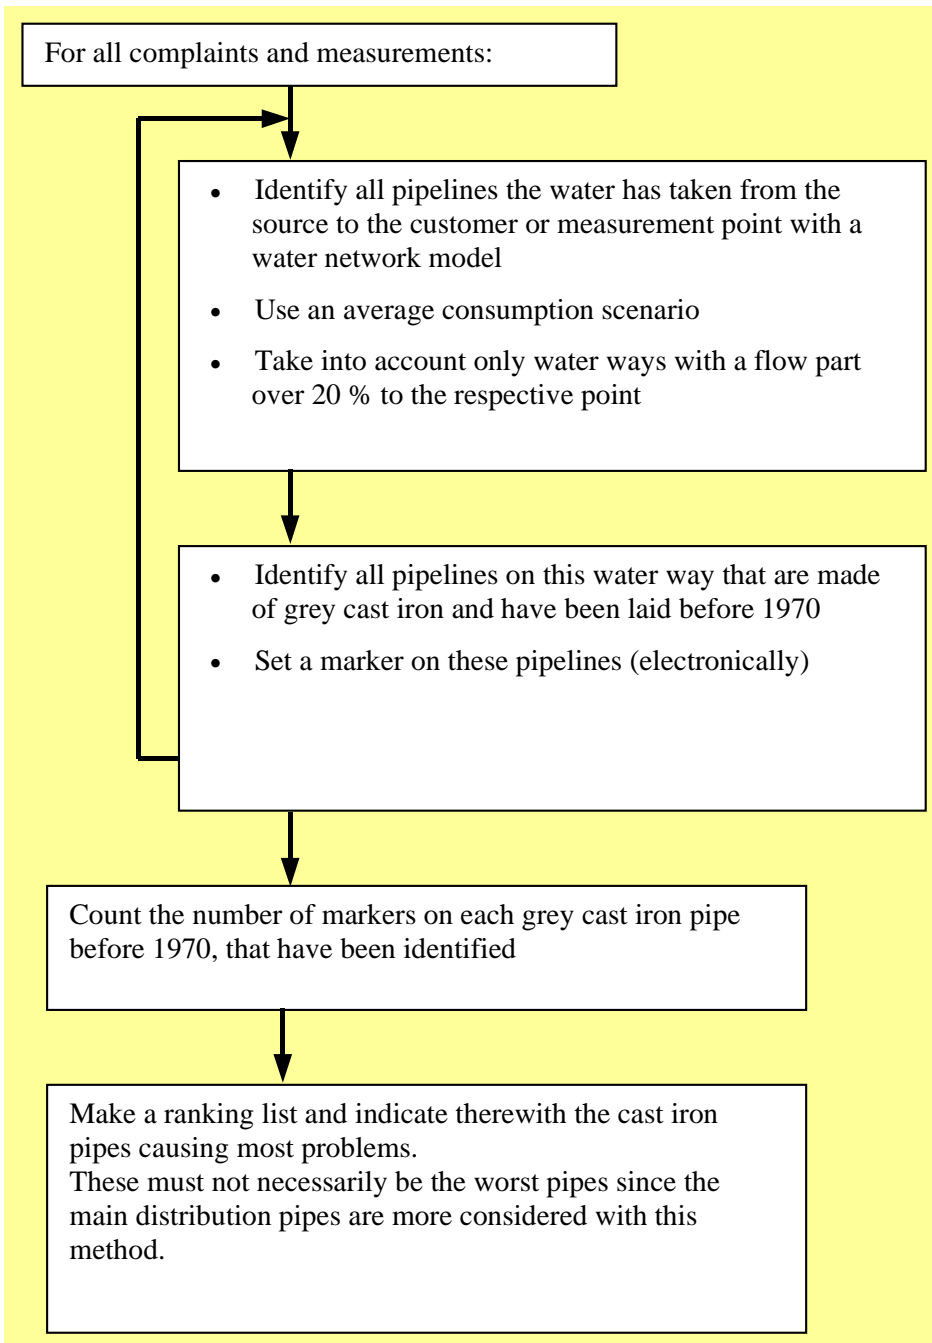 For all complaints and measurements:
• Identify all pipelines the water has taken from the
source to the customer or measurement point with a
water network model
• Use an average consumption scenario
• Take into account only water ways with a flow part
over 20 % to the respective point
• Identify all pipelines on this water way that are made
of grey cast iron and have been laid before 1970
• Set a marker on these pipelines (electronically)
Count the number of markers on each grey cast iron pipe
before 1970, that have been identified
Make a ranking list and indicate therewith the cast iron
pipes causing most problems.
These must not necessarily be the worst pipes since the
main distribution pipes are more considered with this
method.